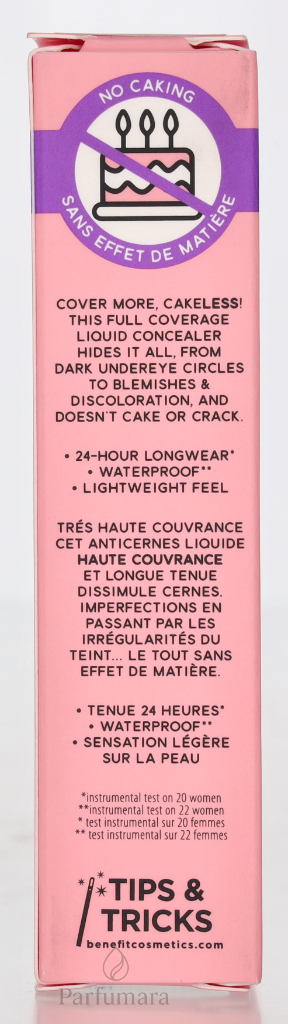 NO CAKING
SANS EFFET DE MATIÈRE
COVER MORE, CAKELESS!
THIS FULL COVERAGE
LIQUID CONCEALER
HIDES IT ALL, FROM
DARK UNDEREYE CIRCLES
TO BLEMISHES &
DISCOLORATION, AND
DOESN'T CAKE OR CRACK.
• 24-HOUR LONGWEAR*
• WATERPROOF**
• LIGHTWEIGHT FEEL
TRÉS HAUTE COUVRANCE
CET ANTICERNES LIQUIDE
HAUTE COUVRANCE
ET LONGUE TENUE
DISSIMULE CERNES.
IMPERFECTIONS EN
PASSANT PAR LES
IRRÉGULARITÉS DU
TEINT... LE TOUT SANS
EFFET DE MATIÈRE.
• TENUE 24 HEURES*
• WATERPROOF**
• SENSATION LÉGÈRE
SUR LA PEAU
*instrumental test on 20 women
**instrumental test on 22 women
* test instrumental sur 20 femmes
** test instrumental sur 22 femmes
TIPS &
TRICKS
benefitcosmetics.com
Parfumara